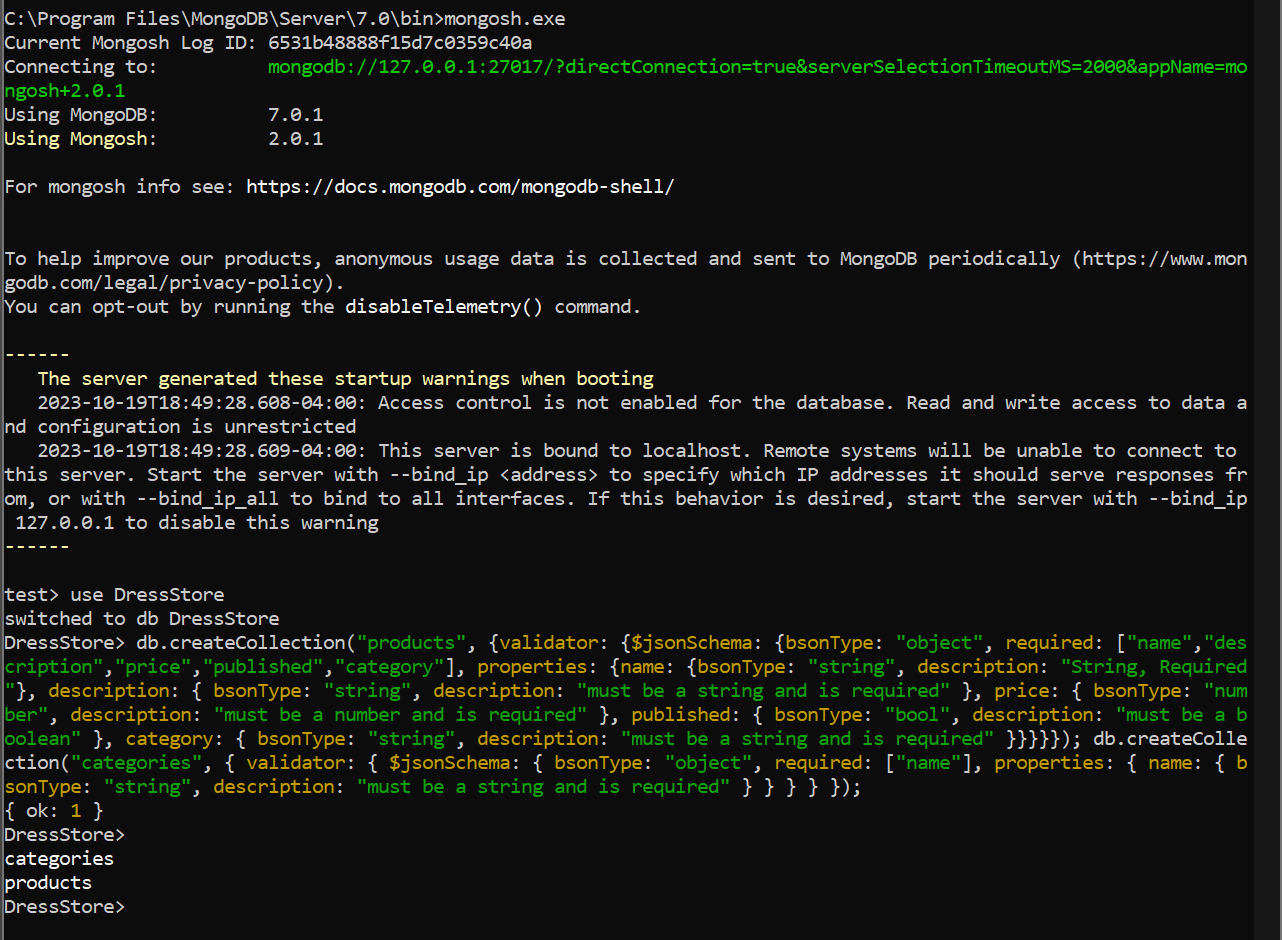 C:\Program Files\MongoDB\Server\7.0\bin>mongosh.exe
Current Mongosh Log ID: 6531b48888f15d7c0359c40a
Connecting to:          mongodb://127.0.0.1:27017/?directConnection=true&serverSelectionTimeoutMS=2000&appName=mo
ngosh+2.0.1
Using MongoDB:          7.0.1
Using Mongosh:          2.0.1
For mongosh info see: https://docs.mongodb.com/mongodb-shell/
To help improve our products, anonymous usage data is collected and sent to MongoDB periodically (https://www.mon
godb.com/legal/privacy-policy).
You can opt-out by running the disableTelemetry() command.
------
   The server generated these startup warnings when booting
   2023-10-19T18:49:28.608-04:00: Access control is not enabled for the database. Read and write access to data a
nd configuration is unrestricted
   2023-10-19T18:49:28.609-04:00: This server is bound to localhost. Remote systems will be unable to connect to
this server. Start the server with --bind_ip <address> to specify which IP addresses it should serve responses fr
om, or with --bind_ip_all to bind to all interfaces. If this behavior is desired, start the server with --bind_ip
 127.0.0.1 to disable this warning
------
test> use DressStore
switched to db DressStore
DressStore> db.createCollection("products", {validator: {$jsonSchema: {bsonType: "object", required: ["name","des
cription","price","published","category"], properties: {name: {bsonType: "string", description: "String, Required
"}, description: { bsonType: "string", description: "must be a string and is required" }, price: { bsonType: "num
ber", description: "must be a number and is required" }, published: { bsonType: "bool", description: "must be a b
oolean" }, category: { bsonType: "string", description: "must be a string and is required" }}}}}); db.createColle
ction("categories", { validator: { $jsonSchema: { bsonType: "object", required: ["name"], properties: { name: { b
sonType: "string", description: "must be a string and is required" } } } } });
{ ok: 1 }
DressStore>
categories
products
DressStore>